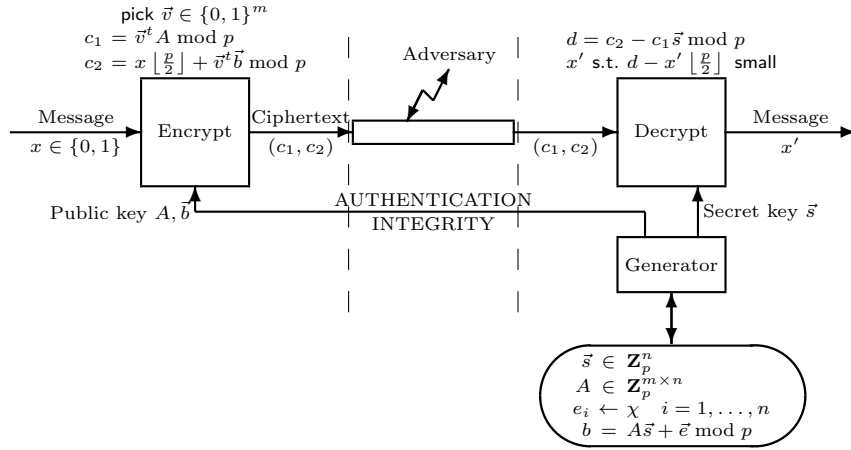 pick $\vec{v} \in \{0, 1\}^m$
$c_1 = \vec{v}^t A \bmod p$
$c_2 = x \lfloor \frac{p}{2} \rfloor + \vec{v}^t \vec{b} \bmod p$
Adversary
$d = c_2 - c_1 \vec{s} \bmod p$
$x'$ s.t. $d - x' \lfloor \frac{p}{2} \rfloor$ small
Message
$x \in \{0, 1\}$
Encrypt
Ciphertext
$(c_1, c_2)$
$(c_1, c_2)$
Decrypt
Message
$x'$
Public key $A, \vec{b}$
AUTHENTICATION
INTEGRITY
Secret key $\vec{s}$
Generator
$\vec{s} \in \mathbf{Z}_p^n$
$A \in \mathbf{Z}_p^{m \times n}$
$e_i \leftarrow \chi \quad i = 1, \ldots, n$
$b = A\vec{s} + \vec{e} \bmod p$